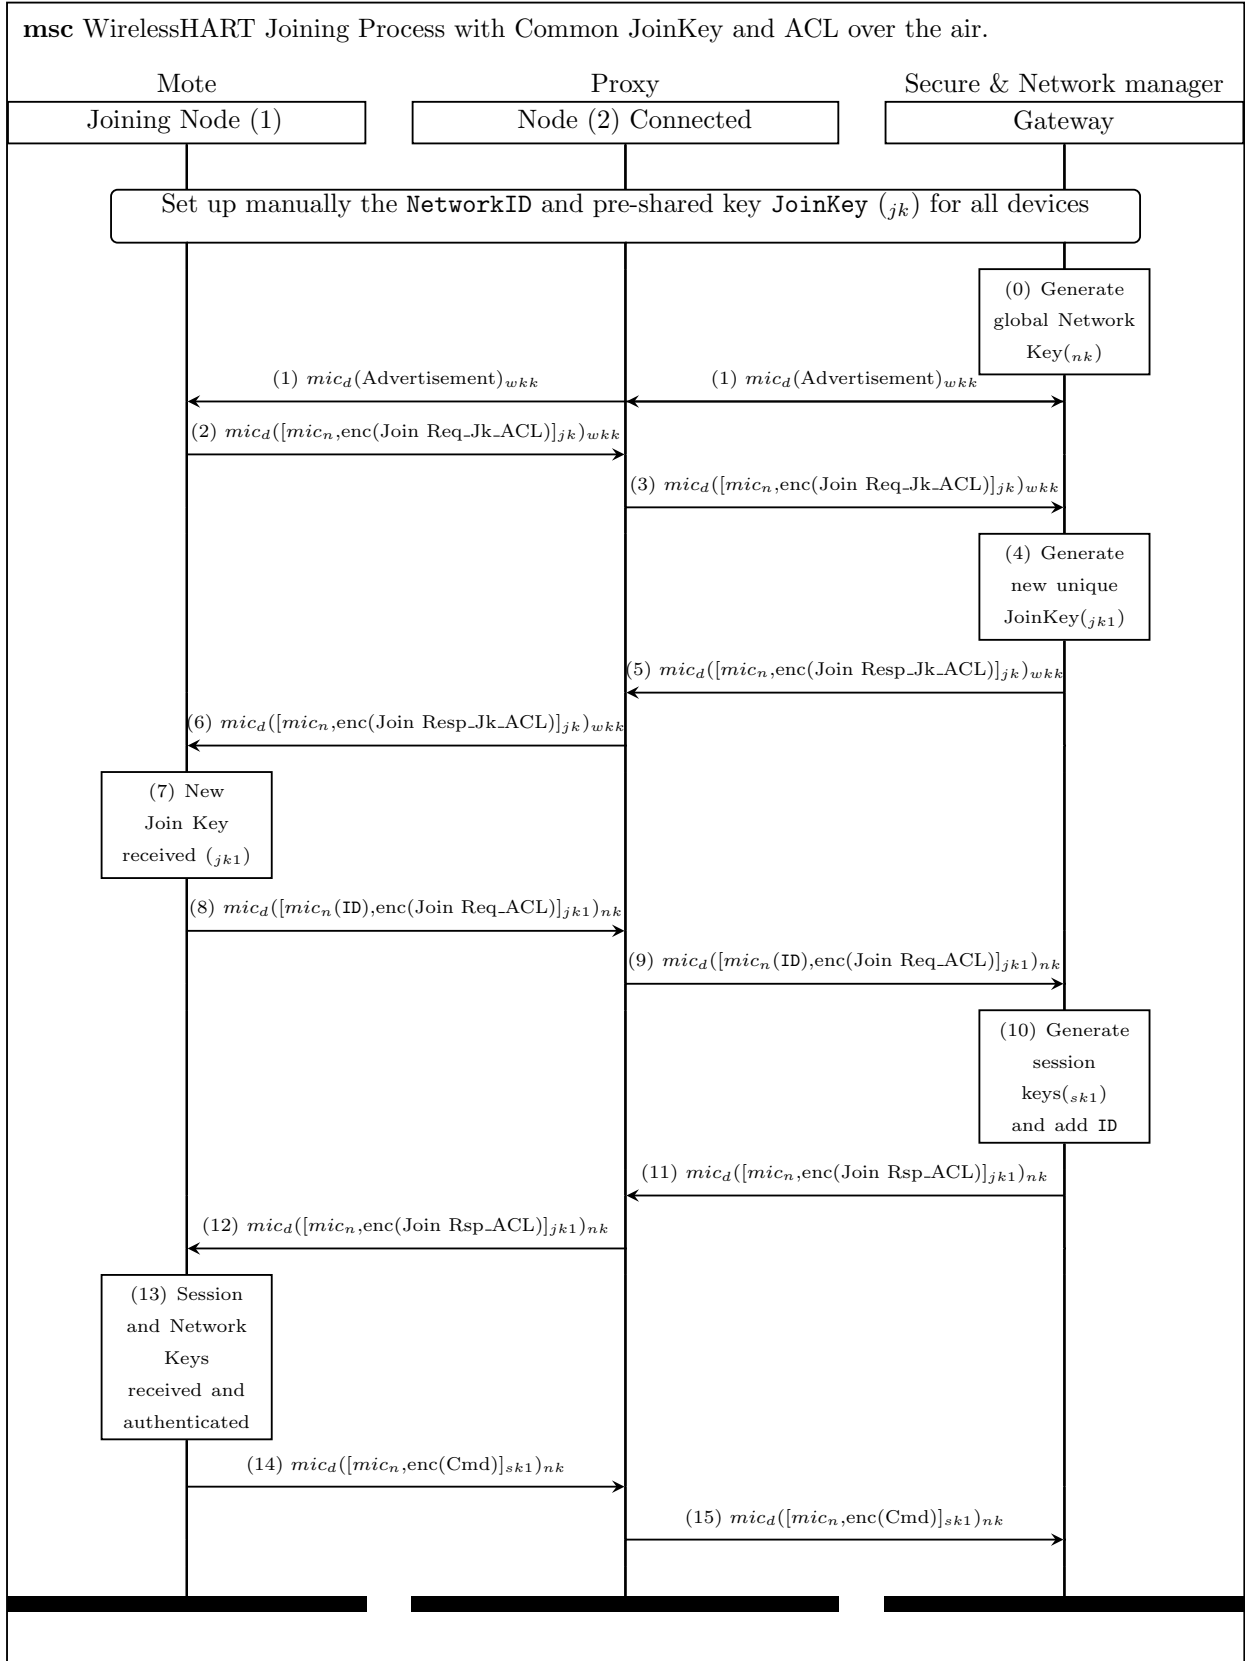 msc WirelessHART Joining Process with Common JoinKey and ACL over the air.
Mote
Proxy
Secure & Network manager
Joining Node (1)
Node (2) Connected
Gateway
Set up manually the NetworkID and pre-shared key JoinKey (jk) for all devices
(0) Generate
global Network
Key(nk)
(1) micd(Advertisement)wkk
(1) micd(Advertisement)wkk
(2) micd([micn,enc(Join Req_Jk_ACL)]jk)wkk
(3) micd([micn,enc(Join Req_Jk_ACL)]jk)wkk
(4) Generate
new unique
JoinKey(jk1)
(5) micd([micn,enc(Join Resp_Jk_ACL)]jk)wkk
(6) micd([micn,enc(Join Resp_Jk_ACL)]jk)wkk
(7) New
Join Key
received (jk1)
(8) micd([micn(ID),enc(Join Req_ACL)]jk1)nk
(9) micd([micn(ID),enc(Join Req_ACL)]jk1)nk
(10) Generate
session
keys(sk1)
and add ID
(11) micd([micn,enc(Join Rsp_ACL)]jk1)nk
(12) micd([micn,enc(Join Rsp_ACL)]jk1)nk
(13) Session
and Network
Keys
received and
authenticated
(14) micd([micn,enc(Cmd)]sk1)nk
(15) micd([micn,enc(Cmd)]sk1)nk